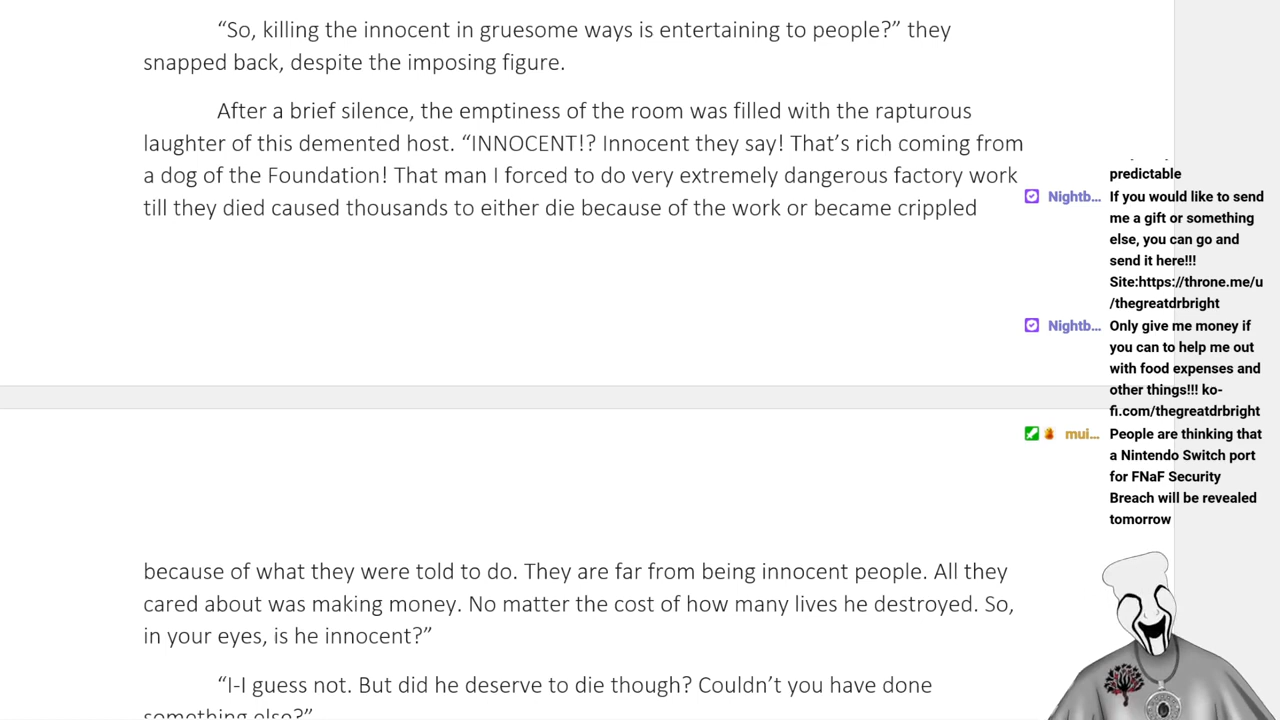 “So, killing the innocent in gruesome ways is entertaining to people?” they
snapped back, despite the imposing figure.
After a brief silence, the emptiness of the room was filled with the rapturous
laughter of this demented host. “INNOCENT!? Innocent they say! That’s rich coming from
a dog of the Foundation! That man I forced to do very extremely dangerous factory work
till they died caused thousands to either die because of the work or became crippled
because of what they were told to do. They are far from being innocent people. All they
cared about was making money. No matter the cost of how many lives he destroyed. So,
in your eyes, is he innocent?”
“I-I guess not. But did he deserve to die though? Couldn’t you have done
something else?”
predictable
Nightb... If you would like to send
me a gift or something
else, you can go and
send it here!!!
Site:https://throne.me/u
/thegreatdrbright
Nightb... Only give me money if
you can to help me out
with food expenses and
other things!!! ko-
fi.com/thegreatdrbright
mui... People are thinking that
a Nintendo Switch port
for FNaF Security
Breach will be revealed
tomorrow